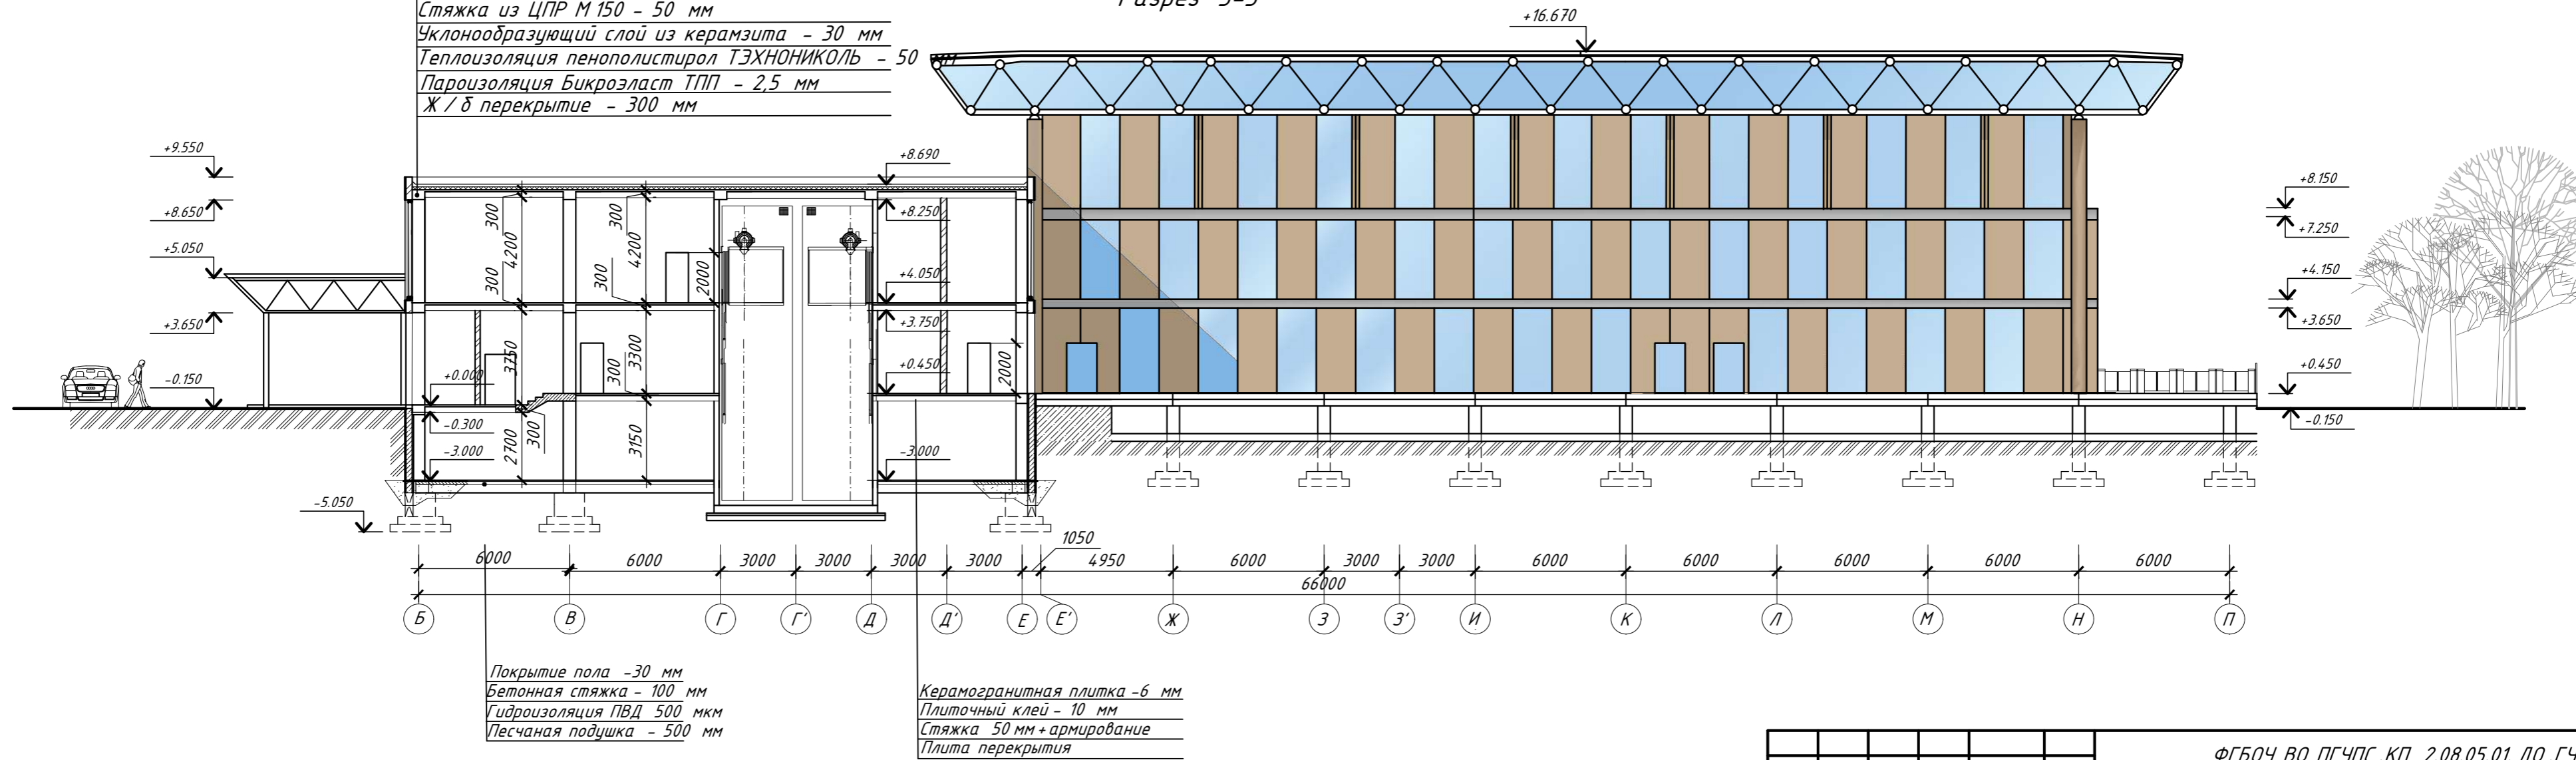 Разрез 3-3
Стяжка из ЦПР М 150 - 50 мм
Уклонообразующий слой из керамзита - 30 мм
Теплоизоляция пенополистирол ТЭХНОНИКОЛЬ - 50 мм
Пароизоляция Бикроэласт ТПП - 2,5 мм
Ж / б перекрытие - 300 мм
+16.670
+9.550
+8.650
+5.050
+3.650
-0.150
-5.050
+8.690
+8.250
+4.050
+3.750
+0.450
-3.000
+0.000
-0.300
-3.000
300
4200
300
3750
300
2700
300
4200
300
3300
300
3150
2000
2000
+8.150
+7.250
+4.150
+3.650
+0.450
-0.150
1050
6000 6000 3000 3000 3000 3000 4950 6000 3000 3000 6000 6000 6000 6000 6000
66000
Б В Г Г' Д Д' Е Е' Ж З З' И К Л М Н П
Покрытие пола -30 мм
Бетонная стяжка - 100 мм
Гидроизоляция ПВД 500 мкм
Песчаная подушка - 500 мм
Керамогранитная плитка -6 мм
Плиточный клей - 10 мм
Стяжка 50 мм + армирование
Плита перекрытия
ФГБОУ ВО ПГУПС КП 2.08.05.01 ДО ГЧ